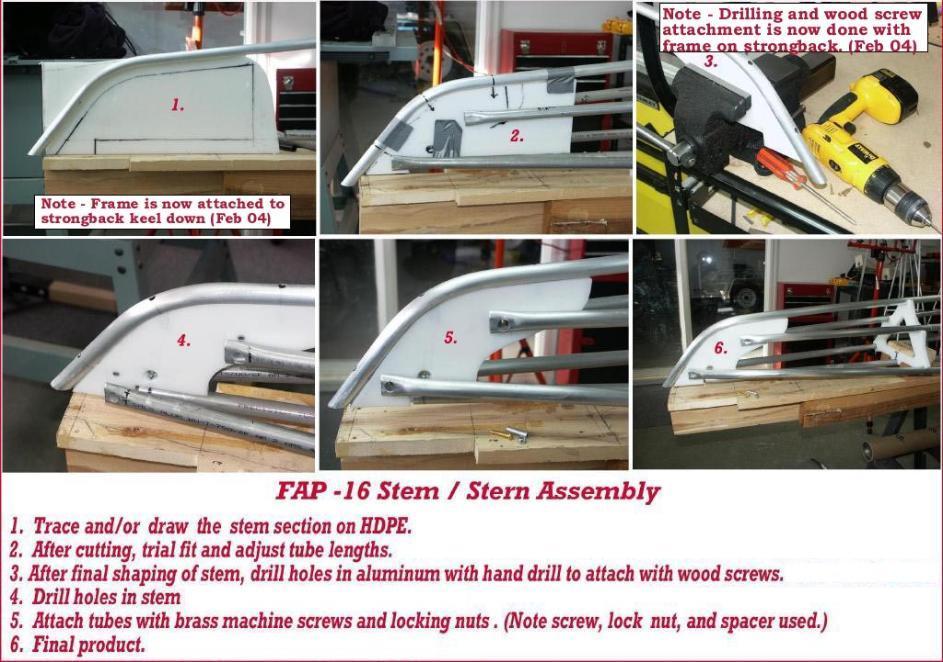 1.
Note - Frame is now attached to
strongback keel down (Feb 04)
2.
Note - Drilling and wood screw
attachment is now done with
frame on strongback. (Feb 04)
3.
DEWALT
4.
5.
6.
FAP -16 Stem / Stern Assembly
1. Trace and/or draw the stem section on HDPE.
2. After cutting, trial fit and adjust tube lengths.
3. After final shaping of stem, drill holes in aluminum with hand drill to attach with wood screws.
4. Drill holes in stem
5. Attach tubes with brass machine screws and locking nuts . (Note screw, lock nut, and spacer used.)
6. Final product.